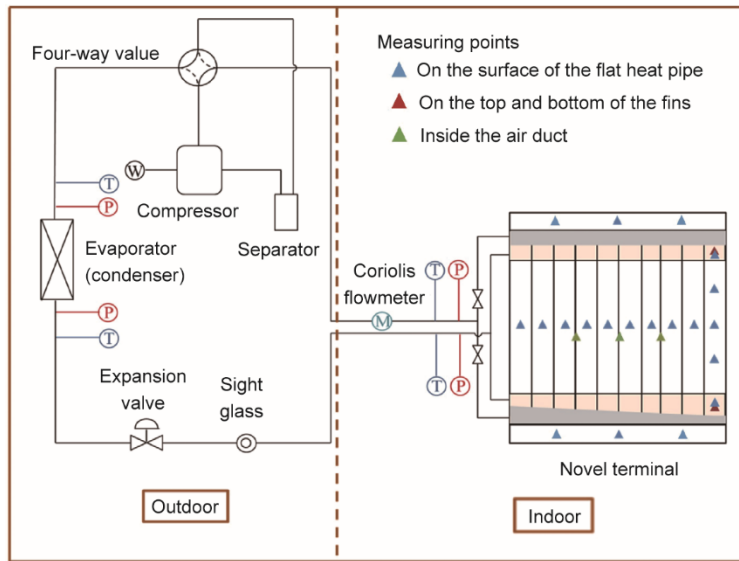 Four-way value
Measuring points
On the surface of the flat heat pipe
On the top and bottom of the fins
Inside the air duct
T
P
W
Compressor
Separator
Evaporator
(condenser)
P
T
Coriolis
flowmeter
M
T
P
T
P
Expansion
valve
Sight
glass
Novel terminal
Outdoor
Indoor